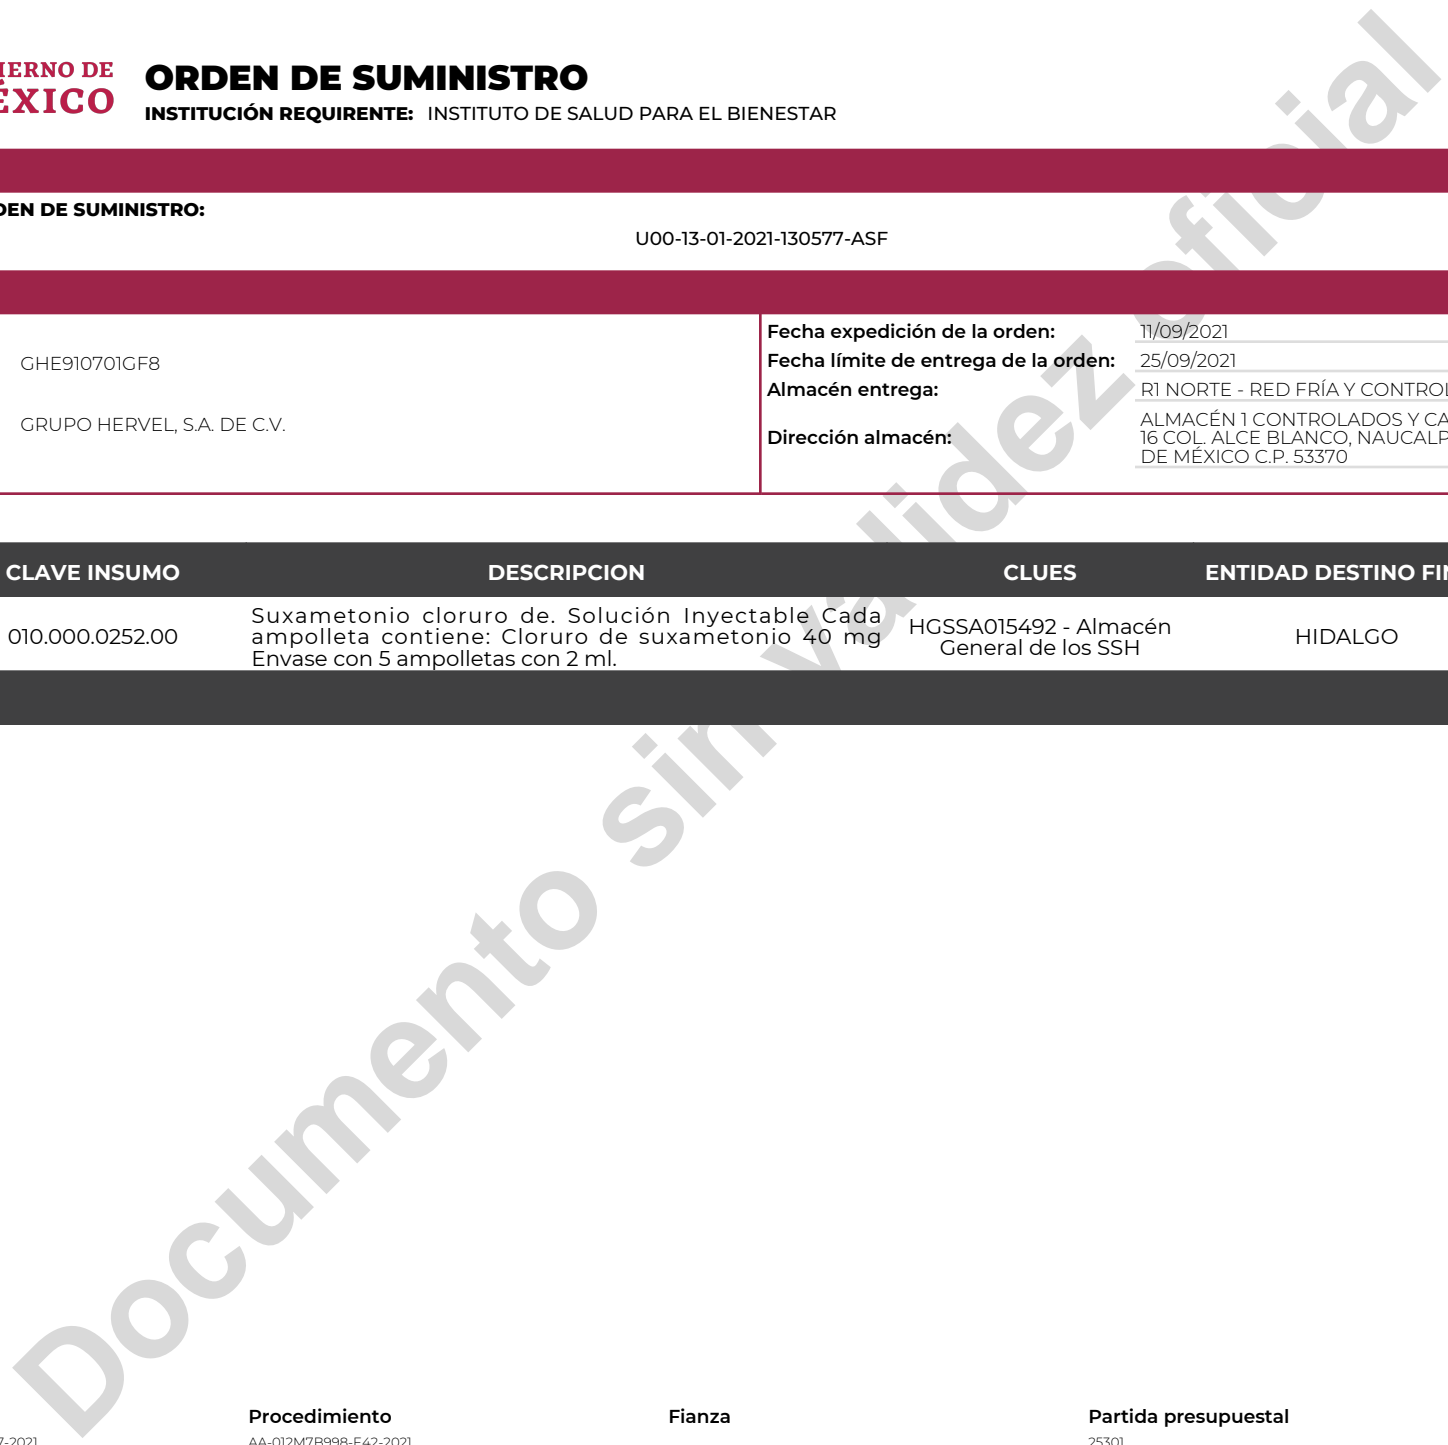 IERNO DE
ÉXICO
ORDEN DE SUMINISTRO
INSTITUCIÓN REQUIRENTE: INSTITUTO DE SALUD PARA EL BIENESTAR
DEN DE SUMINISTRO:
U00-13-01-2021-130577-ASF
GHE910701GF8
GRUPO HERVEL, S.A. DE C.V.
Fecha expedición de la orden: 11/09/2021
Fecha límite de entrega de la orden: 25/09/2021
Almacén entrega: R1 NORTE - RED FRÍA Y CONTROL
Dirección almacén: ALMACÉN 1 CONTROLADOS Y CA
16 COL. ALCE BLANCO, NAUCALP
DE MÉXICO C.P. 53370
CLAVE INSUMO DESCRIPCION CLUES ENTIDAD DESTINO FIN
010.000.0252.00
Suxametonio cloruro de. Solución Inyectable Cada
ampolleta contiene: Cloruro de suxametonio 40 mg
Envase con 5 ampolletas con 2 ml.
HGSSA015492 - Almacén
General de los SSH
HIDALGO
Documento sin validez oficial
Procedimiento Fianza Partida presupuestal
7-2021 AA-012M7B998-E42-2021 25301